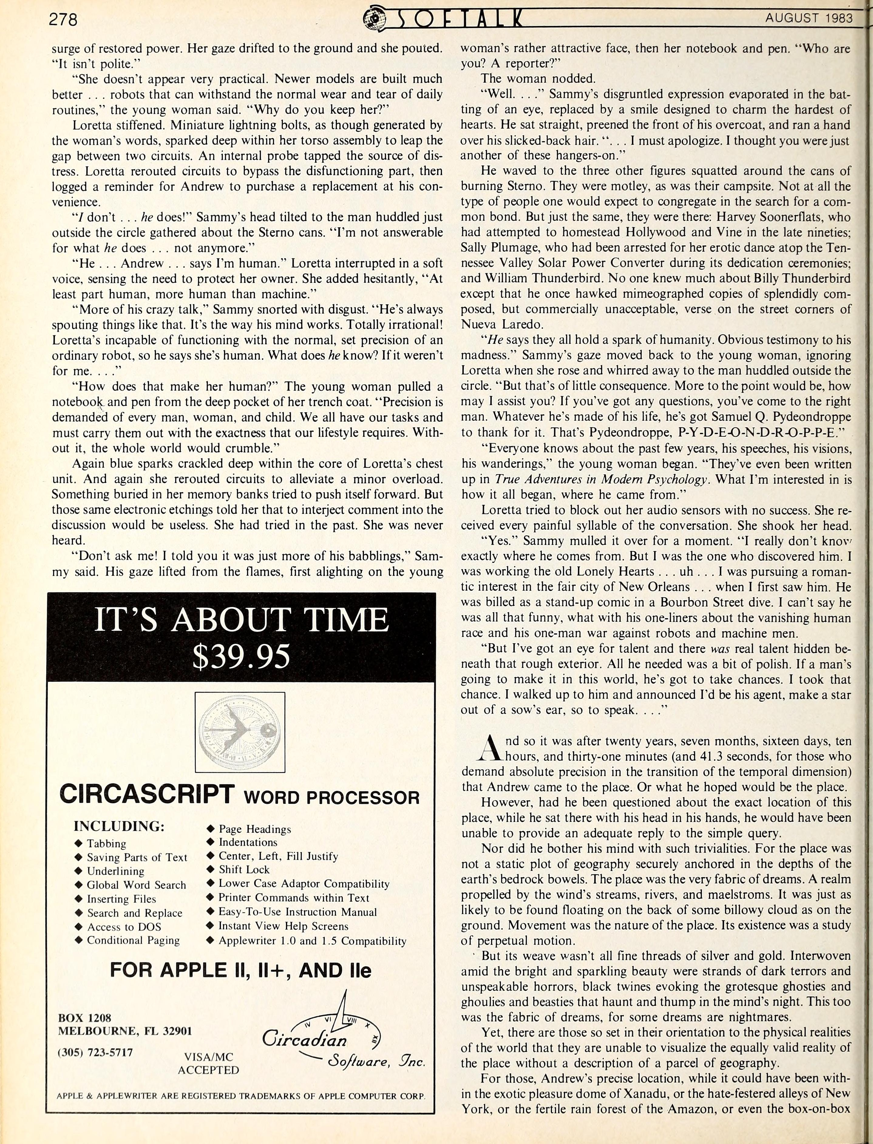 278
SOFTALK
AUGUST 1983
surge of restored power. Her gaze drifted to the ground and she pouted.
"It isn't polite."
"She doesn't appear very practical. Newer models are built much
better . . . robots that can withstand the normal wear and tear of daily
routines," the young woman said. "Why do you keep her?"
Loretta stiffened. Miniature lightning bolts, as though generated by
the woman's words, sparked deep within her torso assembly to leap the
gap between two circuits. An internal probe tapped the source of dis-
tress. Loretta rerouted circuits to bypass the disfunctioning part, then
logged a reminder for Andrew to purchase a replacement at his con-
venience.
"I don't . . . he does!" Sammy's head tilted to the man huddled just
outside the circle gathered about the Sterno cans. "I'm not answerable
for what he does . . . not anymore."
"He . . . Andrew . . . says I'm human." Loretta interrupted in a soft
voice, sensing the need to protect her owner. She added hesitantly, "At
least part human, more human than machine."
"More of his crazy talk," Sammy snorted with disgust. "He's always
spouting things like that. It's the way his mind works. Totally irrational!
Loretta's incapable of functioning with the normal, set precision of an
ordinary robot, so he says she's human. What does he know? If it weren't
for me. . . ."
"How does that make her human?" The young woman pulled a
notebook and pen from the deep pocket of her trench coat. "Precision is
demanded of every man, woman, and child. We all have our tasks and
must carry them out with the exactness that our lifestyle requires. With-
out it, the whole world would crumble."
Again blue sparks crackled deep within the core of Loretta's chest
unit. And again she rerouted circuits to alleviate a minor overload.
Something buried in her memory banks tried to push itself forward. But
those same electronic etchings told her that to interject comment into the
discussion would be useless. She had tried in the past. She was never
heard.
"Don't ask me! I told you it was just more of his babblings," Sam-
my said. His gaze lifted from the flames, first alighting on the young
IT'S ABOUT TIME
$39.95
CIRCASCRIPT WORD PROCESSOR
INCLUDING:
◆ Tabbing
◆ Saving Parts of Text
◆ Underlining
◆ Global Word Search
◆ Inserting Files
◆ Search and Replace
◆ Access to DOS
◆ Conditional Paging
◆ Page Headings
◆ Indentations
◆ Center, Left, Fill Justify
◆ Shift Lock
◆ Lower Case Adaptor Compatibility
◆ Printer Commands within Text
◆ Easy-To-Use Instruction Manual
◆ Instant View Help Screens
◆ Applewriter 1.0 and 1.5 Compatibility
FOR APPLE II, II+, AND IIe
BOX 1208
MELBOURNE, FL 32901
(305) 723-5717
VISA/MC
ACCEPTED
IV VI VIII X
Circadian
Software, Inc.
APPLE & APPLEWRITER ARE REGISTERED TRADEMARKS OF APPLE COMPUTER CORP.
woman's rather attractive face, then her notebook and pen. "Who are
you? A reporter?"
The woman nodded.
"Well. . . ." Sammy's disgruntled expression evaporated in the bat-
ting of an eye, replaced by a smile designed to charm the hardest of
hearts. He sat straight, preened the front of his overcoat, and ran a hand
over his slicked-back hair. ". . . I must apologize. I thought you were just
another of these hangers-on."
He waved to the three other figures squatted around the cans of
burning Sterno. They were motley, as was their campsite. Not at all the
type of people one would expect to congregate in the search for a com-
mon bond. But just the same, they were there: Harvey Soonerflats, who
had attempted to homestead Hollywood and Vine in the late nineties;
Sally Plumage, who had been arrested for her erotic dance atop the Ten-
nessee Valley Solar Power Converter during its dedication ceremonies;
and William Thunderbird. No one knew much about Billy Thunderbird
except that he once hawked mimeographed copies of splendidly com-
posed, but commercially unacceptable, verse on the street corners of
Nueva Laredo.
"He says they all hold a spark of humanity. Obvious testimony to his
madness." Sammy's gaze moved back to the young woman, ignoring
Loretta when she rose and whirred away to the man huddled outside the
circle. "But that's of little consequence. More to the point would be, how
may I assist you? If you've got any questions, you've come to the right
man. Whatever he's made of his life, he's got Samuel Q. Pydeondroppe
to thank for it. That's Pydeondroppe, P-Y-D-E-O-N-D-R-O-P-P-E."
"Everyone knows about the past few years, his speeches, his visions,
his wanderings," the young woman began. "They've even been written
up in True Adventures in Modern Psychology. What I'm interested in is
how it all began, where he came from."
Loretta tried to block out her audio sensors with no success. She re-
ceived every painful syllable of the conversation. She shook her head.
"Yes." Sammy mulled it over for a moment. "I really don't know
exactly where he comes from. But I was the one who discovered him. I
was working the old Lonely Hearts . . . uh . . . I was pursuing a roman-
tic interest in the fair city of New Orleans . . . when I first saw him. He
was billed as a stand-up comic in a Bourbon Street dive. I can't say he
was all that funny, what with his one-liners about the vanishing human
race and his one-man war against robots and machine men.
"But I've got an eye for talent and there was real talent hidden be-
neath that rough exterior. All he needed was a bit of polish. If a man's
going to make it in this world, he's got to take chances. I took that
chance. I walked up to him and announced I'd be his agent, make a star
out of a sow's ear, so to speak. . . ."
And so it was after twenty years, seven months, sixteen days, ten
hours, and thirty-one minutes (and 41.3 seconds, for those who
demand absolute precision in the transition of the temporal dimension)
that Andrew came to the place. Or what he hoped would be the place.
However, had he been questioned about the exact location of this
place, while he sat there with his head in his hands, he would have been
unable to provide an adequate reply to the simple query.
Nor did he bother his mind with such trivialities. For the place was
not a static plot of geography securely anchored in the depths of the
earth's bedrock bowels. The place was the very fabric of dreams. A realm
propelled by the wind's streams, rivers, and maelstroms. It was just as
likely to be found floating on the back of some billowy cloud as on the
ground. Movement was the nature of the place. Its existence was a study
of perpetual motion.
But its weave wasn't all fine threads of silver and gold. Interwoven
amid the bright and sparkling beauty were strands of dark terrors and
unspeakable horrors, black twines evoking the grotesque ghosties and
ghoulies and beasties that haunt and thump in the mind's night. This too
was the fabric of dreams, for some dreams are nightmares.
Yet, there are those so set in their orientation to the physical realities
of the world that they are unable to visualize the equally valid reality of
the place without a description of a parcel of geography.
For those, Andrew's precise location, while it could have been with-
in the exotic pleasure dome of Xanadu, or the hate-festered alleys of New
York, or the fertile rain forest of the Amazon, or even the box-on-box